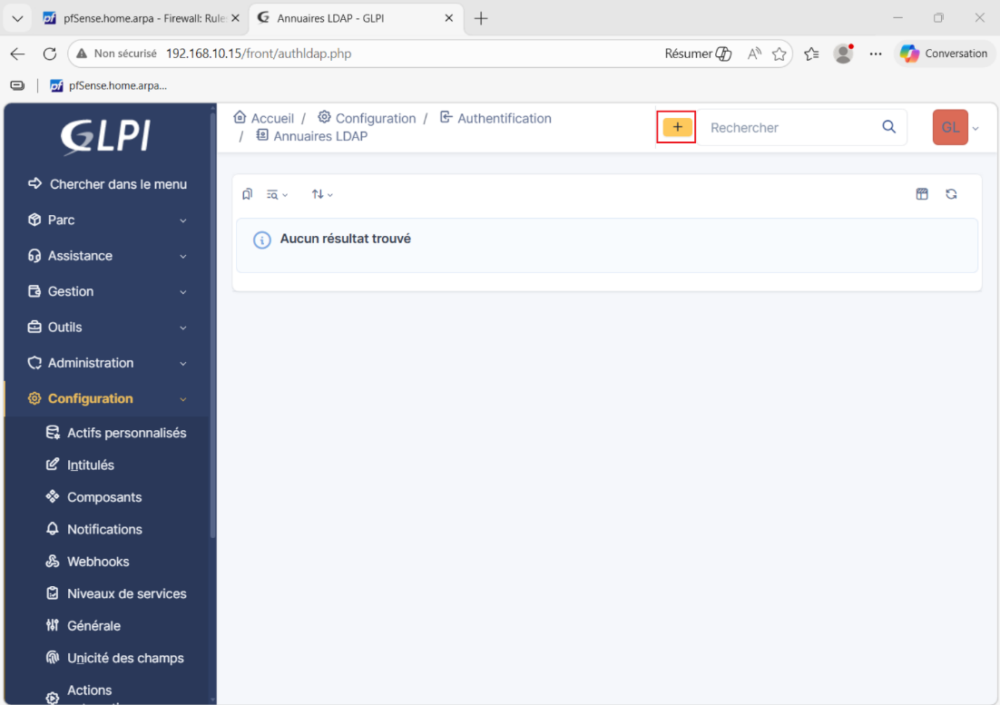 pfSense.home.arpa - Firewall: Rule
Annuaires LDAP - GLPI
Non sécurisé 192.168.10.15/front/authldap.php
Résumer
Conversation
pfSense.home.arpa...
GLPI
Accueil / Configuration / Authentification
/ Annuaires LDAP
Rechercher
GL
Chercher dans le menu
Parc
Assistance
Gestion
Outils
Administration
Configuration
Actifs personnalisés
Intitulés
Composants
Notifications
Webhooks
Niveaux de services
Générale
Unicité des champs
Actions
Aucun résultat trouvé